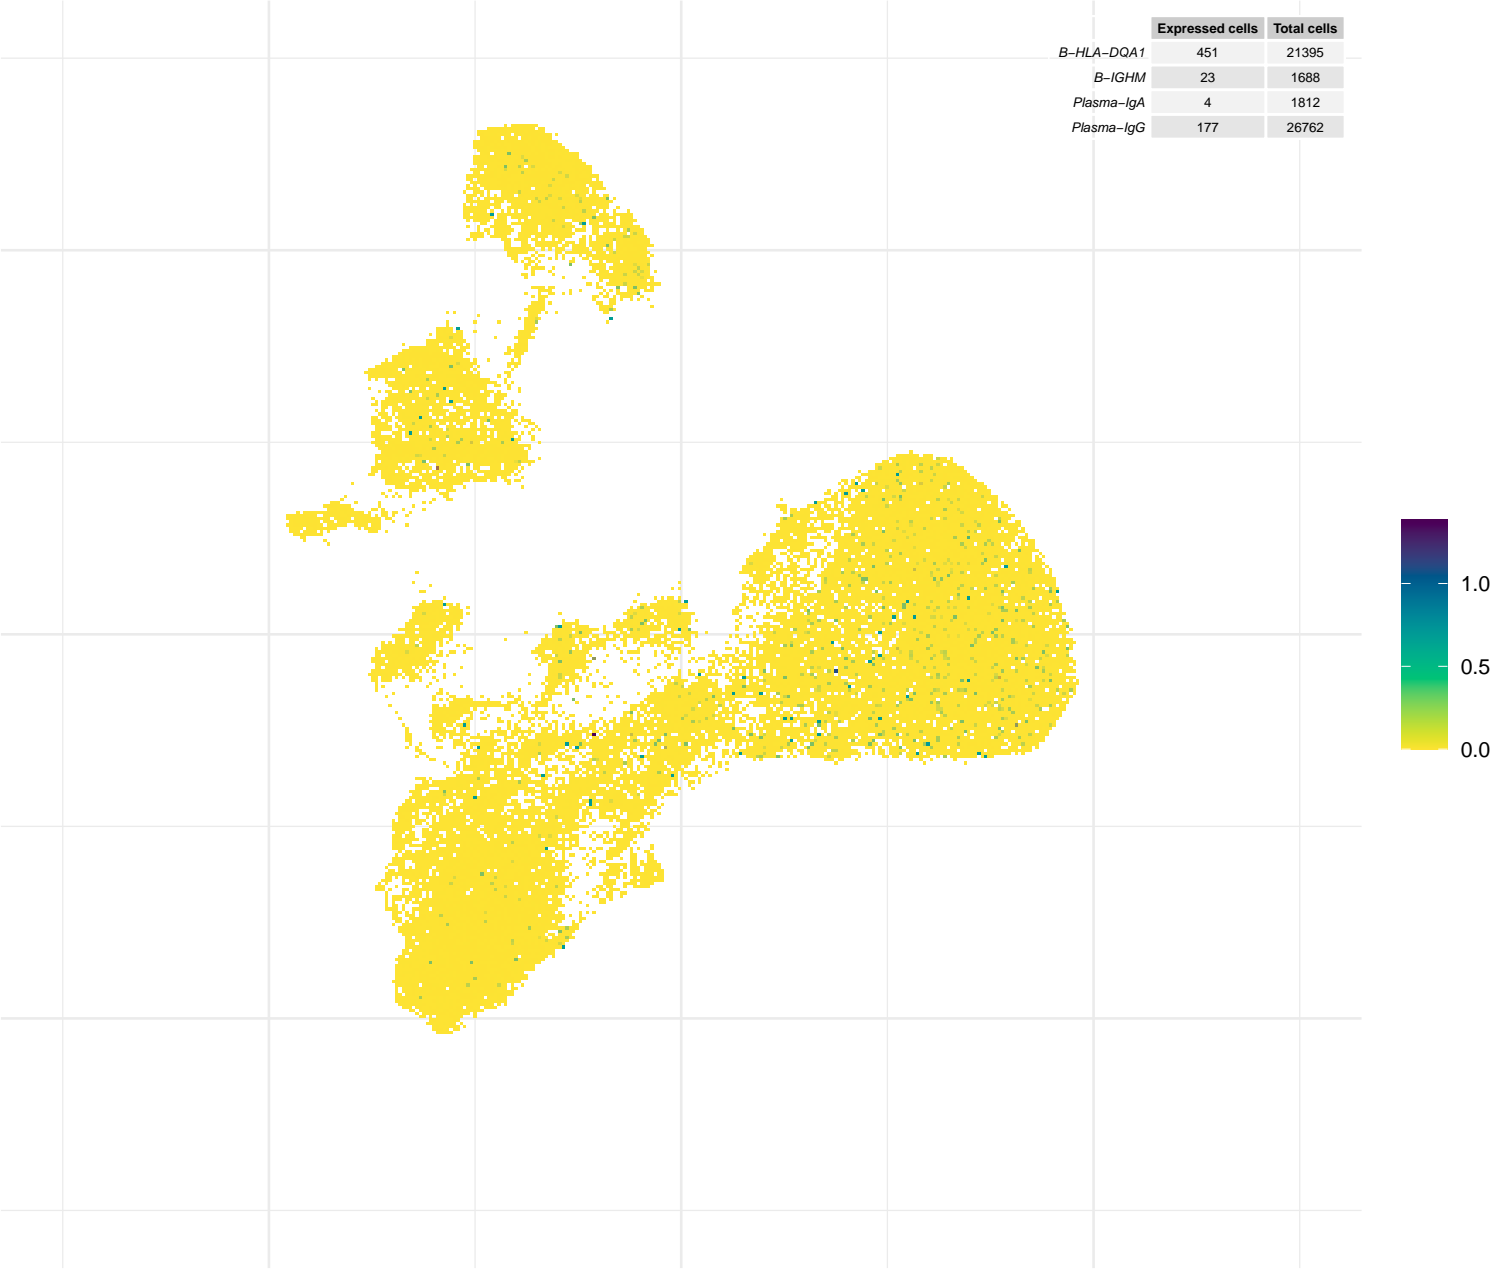 Expressed cells Total cells
B−HLA−DQA1 451 21395
B−IGHM 23 1688
Plasma−IgA 4 1812
Plasma−IgG 177 26762
1.0
0.5
0.0